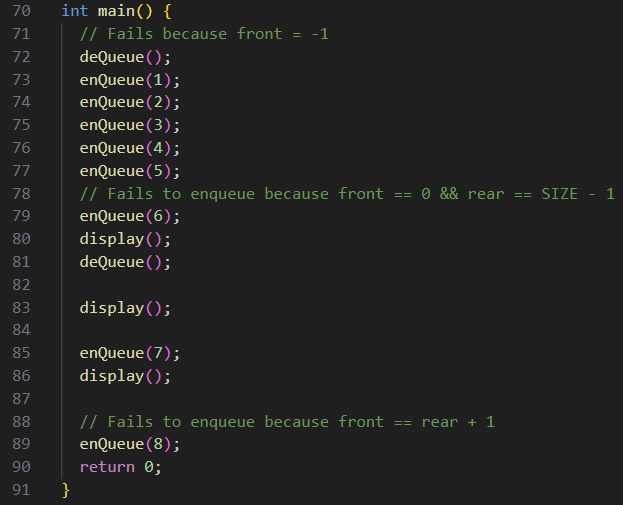 70 int main() {
71 // Fails because front = -1
72 deQueue();
73 enQueue(1);
74 enQueue(2);
75 enQueue(3);
76 enQueue(4);
77 enQueue(5);
78 // Fails to enqueue because front == 0 && rear == SIZE - 1
79 enQueue(6);
80 display();
81 deQueue();
82
83 display();
84
85 enQueue(7);
86 display();
87
88 // Fails to enqueue because front == rear + 1
89 enQueue(8);
90 return 0;
91 }